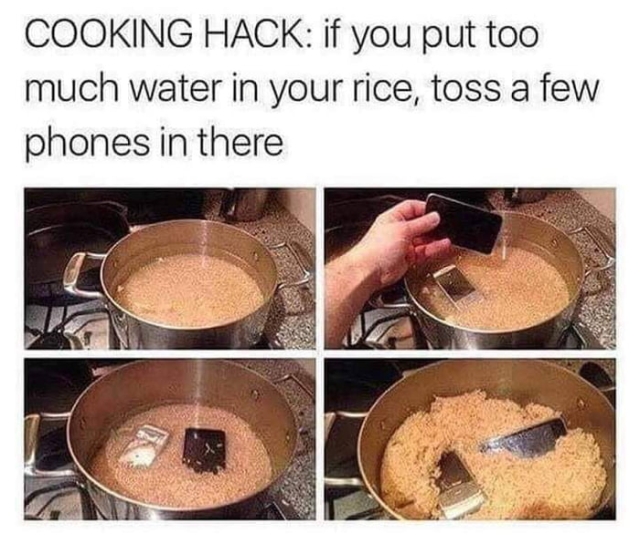 COOKING HACK: if you put too
much water in your rice, toss a few
phones in there